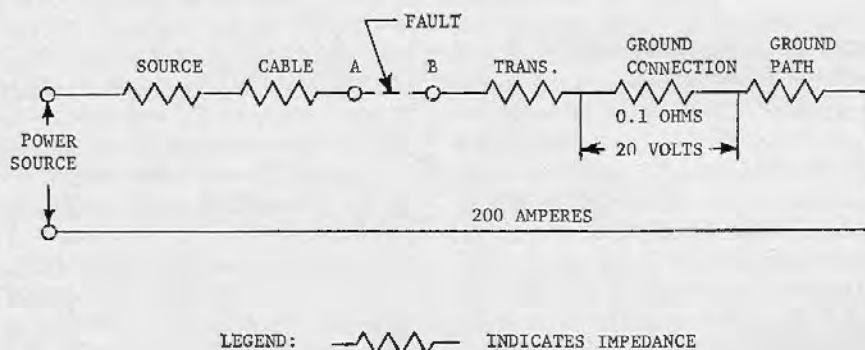 FAULT
SOURCE CABLE A B TRANS. GROUND CONNECTION GROUND PATH
POWER SOURCE
0.1 OHMS
20 VOLTS
200 AMPERES
LEGEND: INDICATES IMPEDANCE